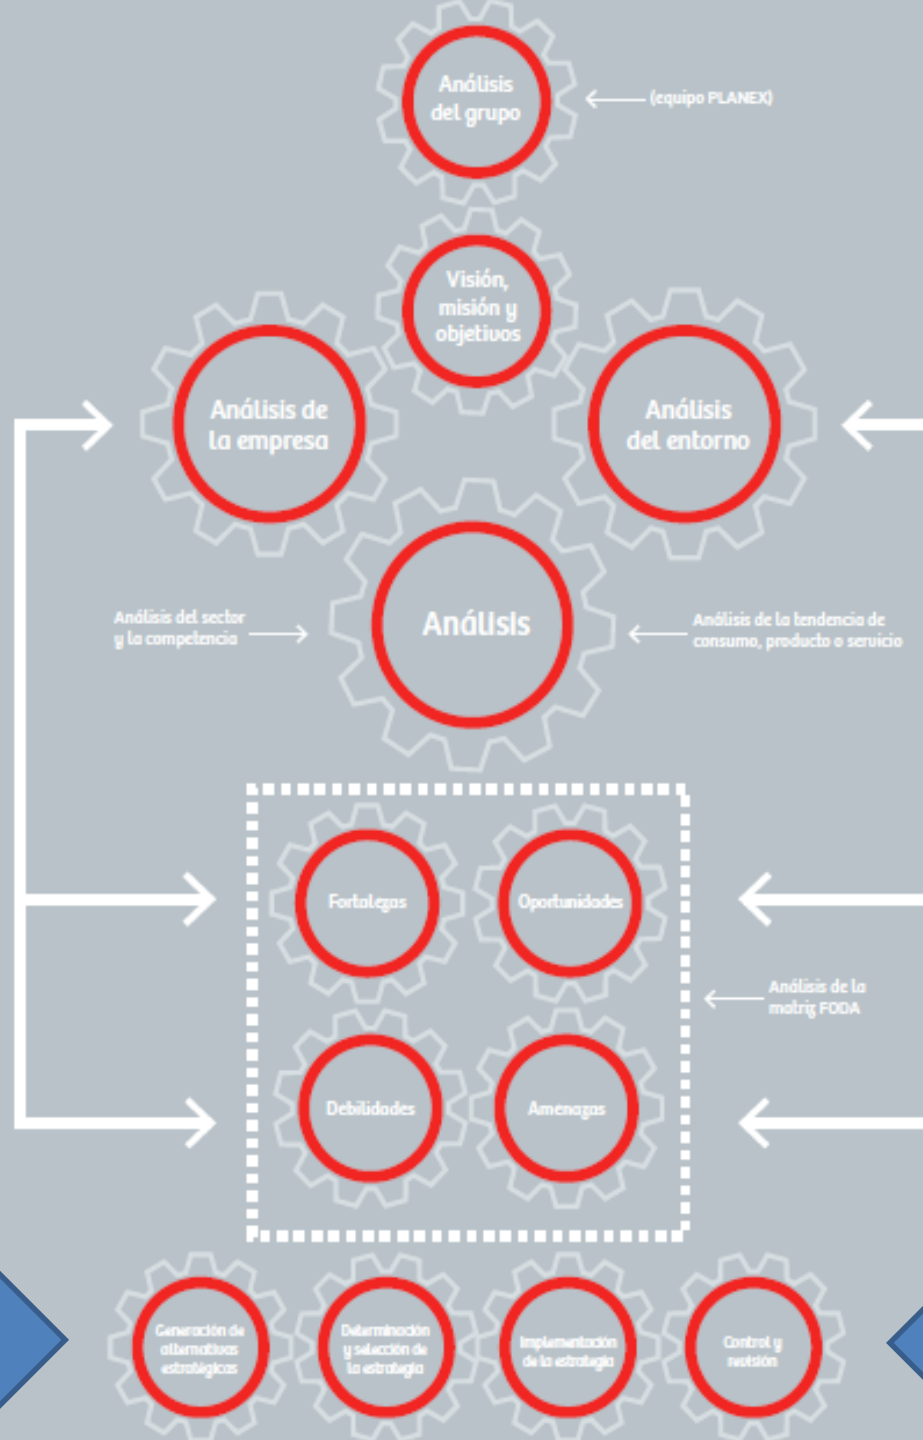 Análisis
del grupo
(equipo PLANEX)
Visión,
misión y
objetivos
Análisis de
la empresa
Análisis
del entorno
Análisis
Análisis del sector
y la competencia
Análisis de la tendencia de
consumo, producto o servicio
Fortalezas
Oportunidades
Análisis de la
matriz FODA
Debilidades
Amenazas
Generación de
alternativas
estratégicas
Determinación
y selección de
la estrategia
Implementación
de la estrategia
Control y
revisión